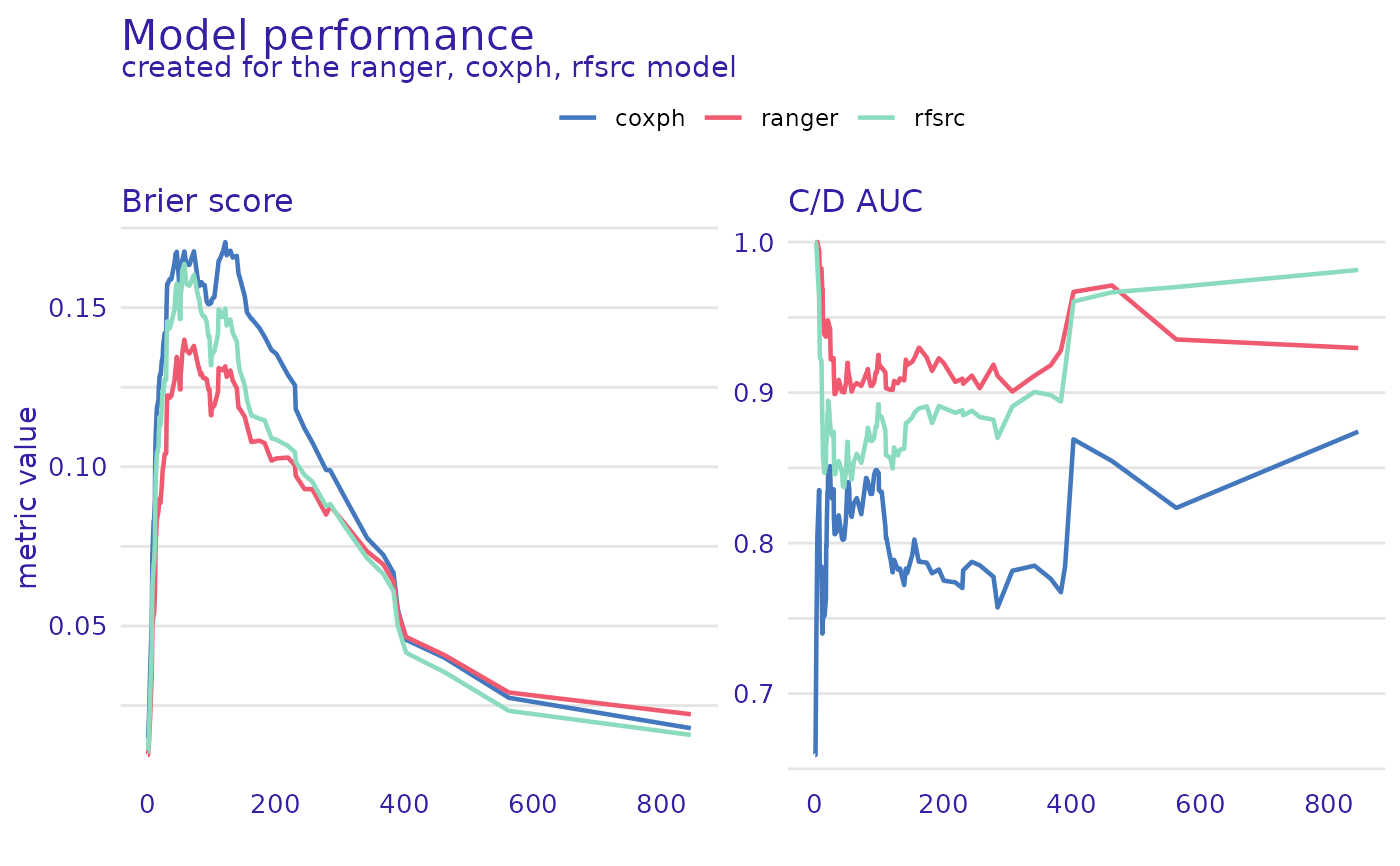 Model performance
created for the ranger, coxph, rfsrc model
coxph ranger rfsrc
Brier score
C/D AUC
metric value
0.15
0.10
0.05
0 200 400 600 800
1.0
0.9
0.8
0.7
0 200 400 600 800